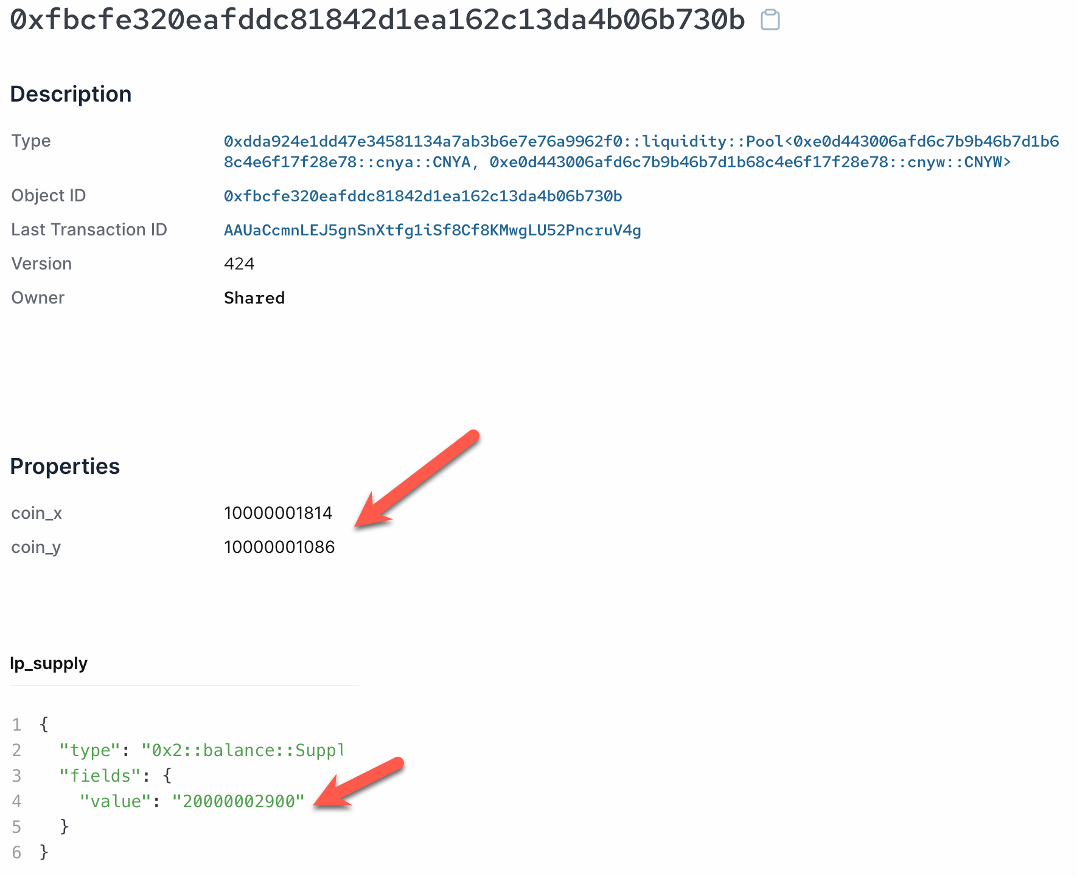 0xfbcfe320eafddc81842d1ea162c13da4b06b730b
Description
Type
0xdda924e1dd47e34581134a7ab3b6e7e76a9962f0::liquidity::Pool<0xe0d443006afd6c7b9b46b7d1b6
8c4e6f17f28e78::cnya::CNYA, 0xe0d443006afd6c7b9b46b7d1b68c4e6f17f28e78::cnyw::CNYW>
Object ID 0xfbcfe320eafddc81842d1ea162c13da4b06b730b
Last Transaction ID AAUaCcmnLEJ5gnSnXtfg1iSf8Cf8KMwgLU52PncruV4g
Version 424
Owner Shared
Properties
coin_x 10000001814
coin_y 10000001086
lp_supply
1 {
2 "type": "0x2::balance::Suppl
3 "fields": {
4 "value": "20000002900"
5 }
6 }